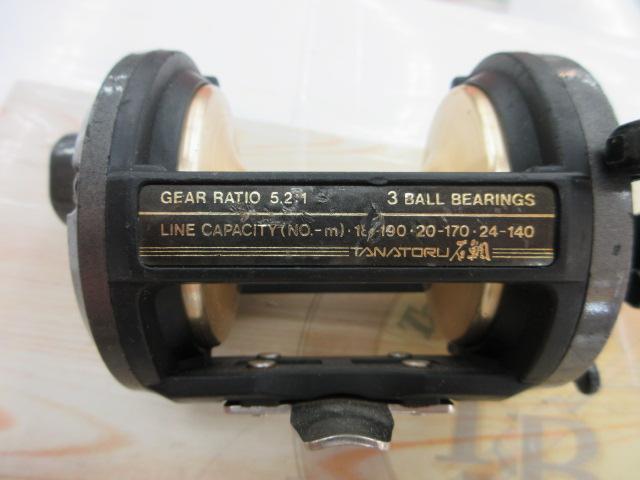 GEAR RATIO 5.2:1 3 BALL BEARINGS
LINE CAPACITY(NO.-m)·18-190·20-170·24-140
TANATORU 石鯛